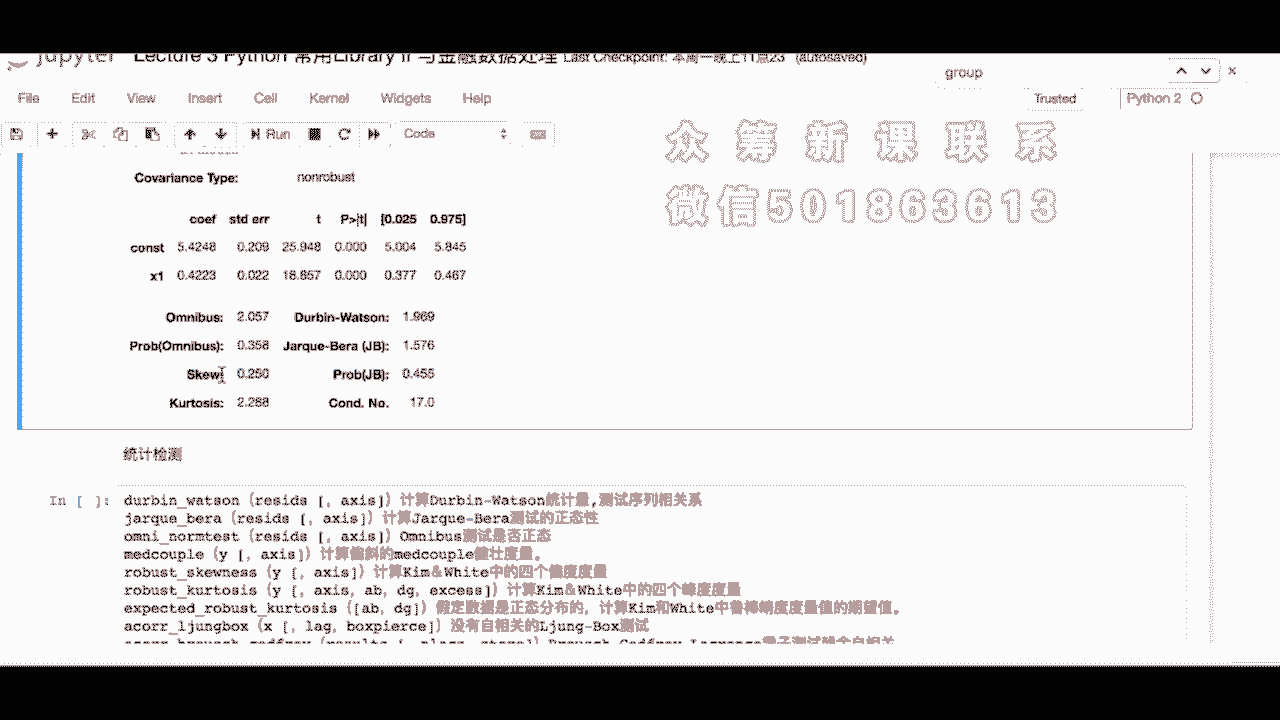 jupyter Lecture 3 Python 常用Library II 与金融数据处理 Last Checkpoint: 本周一晚上11点23 (autosaved)
group
File Edit View Insert Cell Kernel Widgets Help
Trusted
Python 2
Run
Code
众筹新课联系
微信501863613
Covariance Type: nonrobust
coef std err t P>|t| [0.025 0.975]
const 5.4248 0.209 25.948 0.000 5.004 5.845
x1 0.4223 0.022 18.857 0.000 0.377 0.467
Omnibus: 2.057 Durbin-Watson: 1.969
Prob(Omnibus): 0.358 Jarque-Bera (JB): 1.576
Skew: 0.250 Prob(JB): 0.455
Kurtosis: 2.288 Cond. No. 17.0
统计检测
In [ ]: durbin_watson (resids [, axis]) 计算Durbin-Watson统计量,测试序列相关系
jarque_bera (resids [, axis]) 计算Jarque-Bera测试的正态性
omni_normtest (resids [, axis]) Omnibus测试是否正态
medcouple (y [, axis]) 计算偏斜的medcouple健壮度量。
robust_skewness (y [, axis]) 计算Kim&White中的四个偏度度量
robust_kurtosis (y [, axis, ab, dg, excess]) 计算Kim&White中的四个峰度度量
expected_robust_kurtosis ([ab, dg]) 假定数据是正态分布的, 计算Kim和White中鲁棒峰度度量值的期望值。
acorr_ljungbox (x [, lag, boxpierce]) 没有自相关的Ljung-Box测试